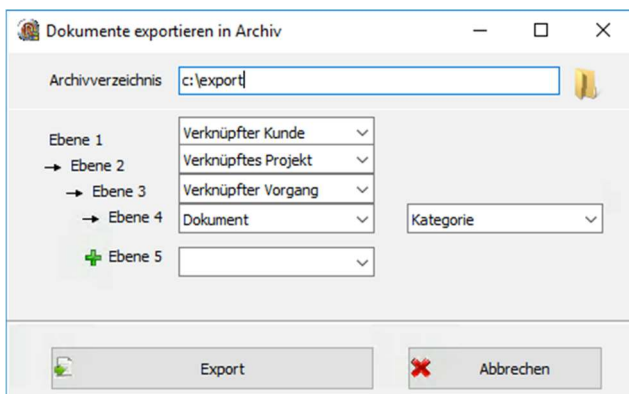 Dokumente exportieren in Archiv
Archivverzeichnis c:\export
Ebene 1 Verknüpfter Kunde
Ebene 2 Verknüpftes Projekt
Ebene 3 Verknüpfter Vorgang
Ebene 4 Dokument Kategorie
Ebene 5
Export Abbrechen